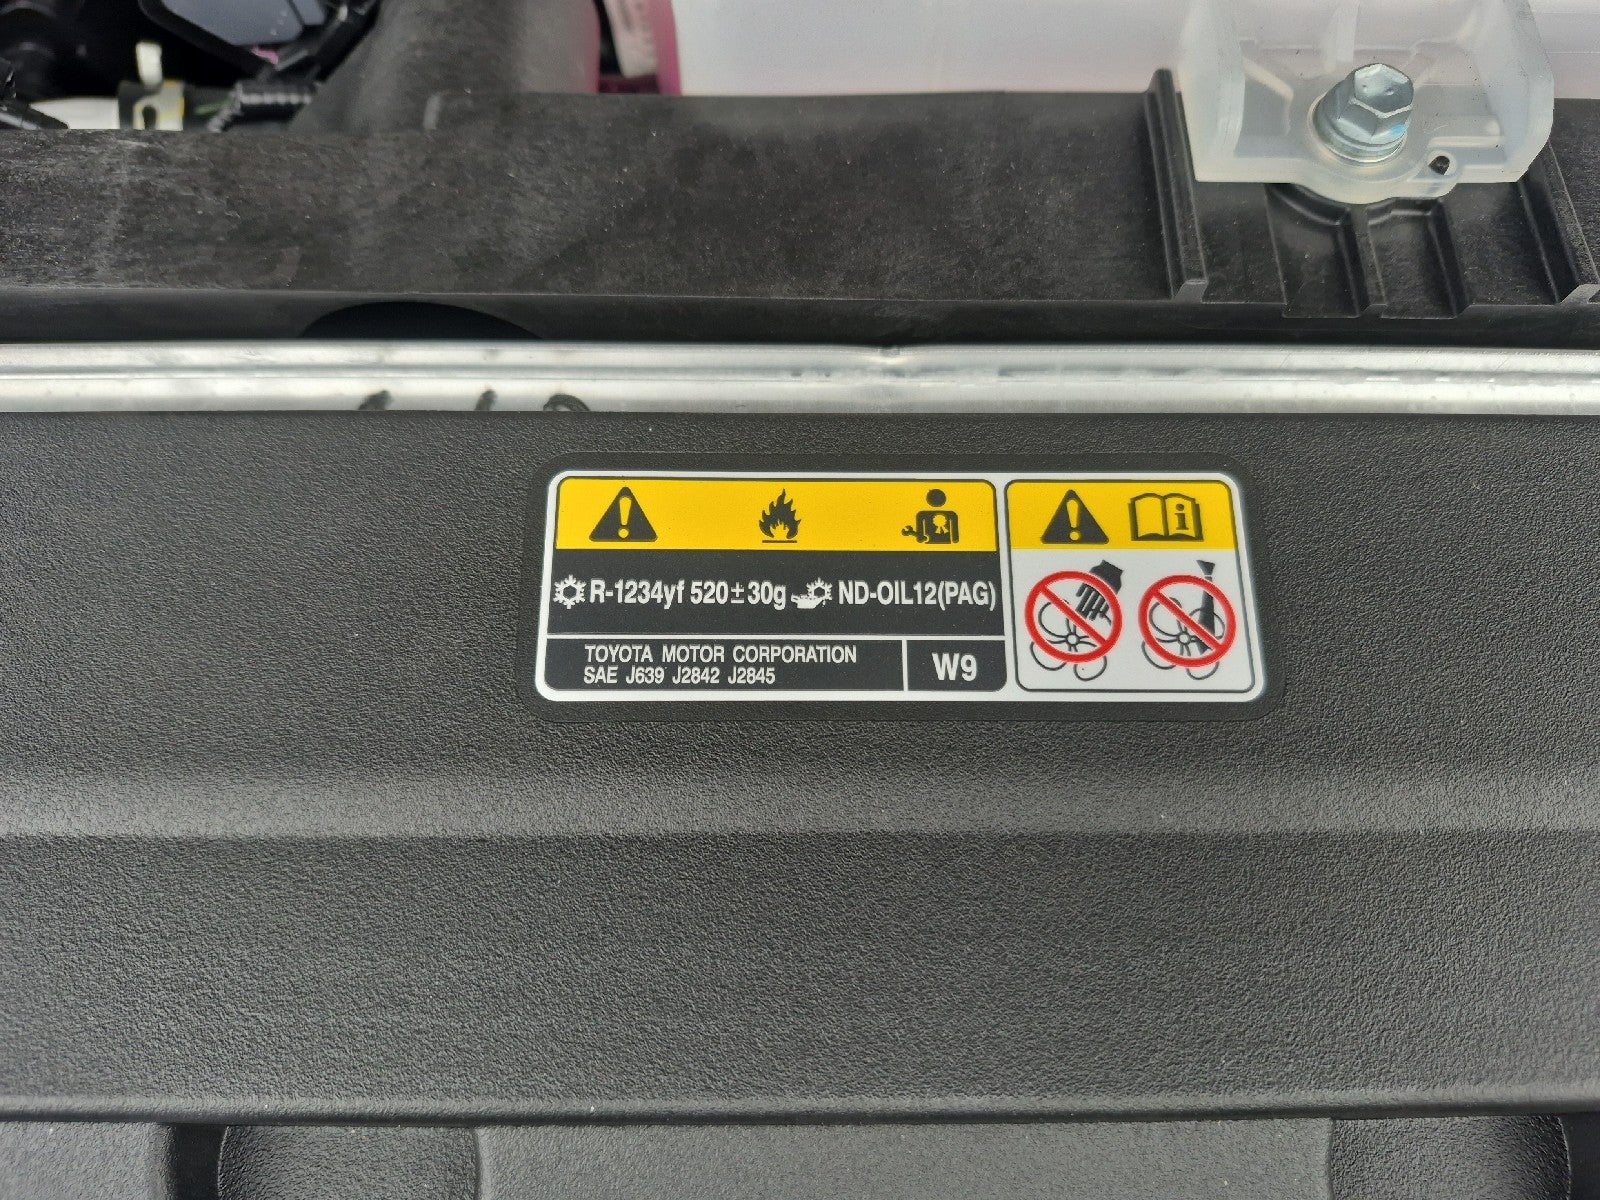 R-1234yf 520±30g ND-OIL12(PAG)
TOYOTA MOTOR CORPORATION
SAE J639 J2842 J2845
W9